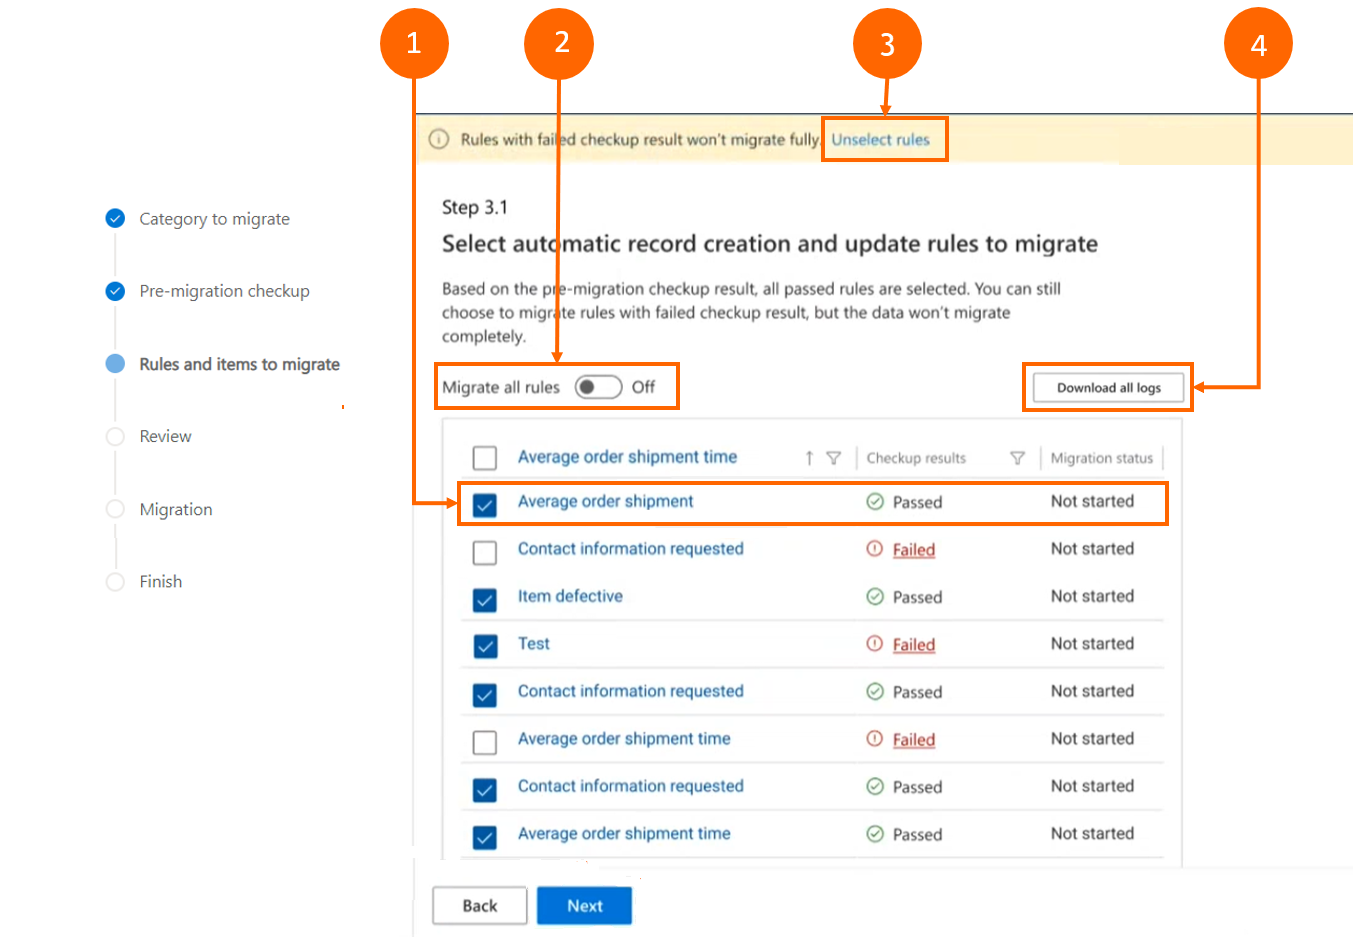 1
2
3
4
Rules with failed checkup result won't migrate fully. Unselect rules
Category to migrate
Pre-migration checkup
Rules and items to migrate
Review
Migration
Finish
Step 3.1
Select automatic record creation and update rules to migrate
Based on the pre-migration checkup result, all passed rules are selected. You can still
choose to migrate rules with failed checkup result, but the data won't migrate
completely.
Migrate all rules Off
Download all logs
Average order shipment time Checkup results Migration status
Average order shipment Passed Not started
Contact information requested Failed Not started
Item defective Passed Not started
Test Failed Not started
Contact information requested Passed Not started
Average order shipment time Failed Not started
Contact information requested Passed Not started
Average order shipment time Passed Not started
Back Next